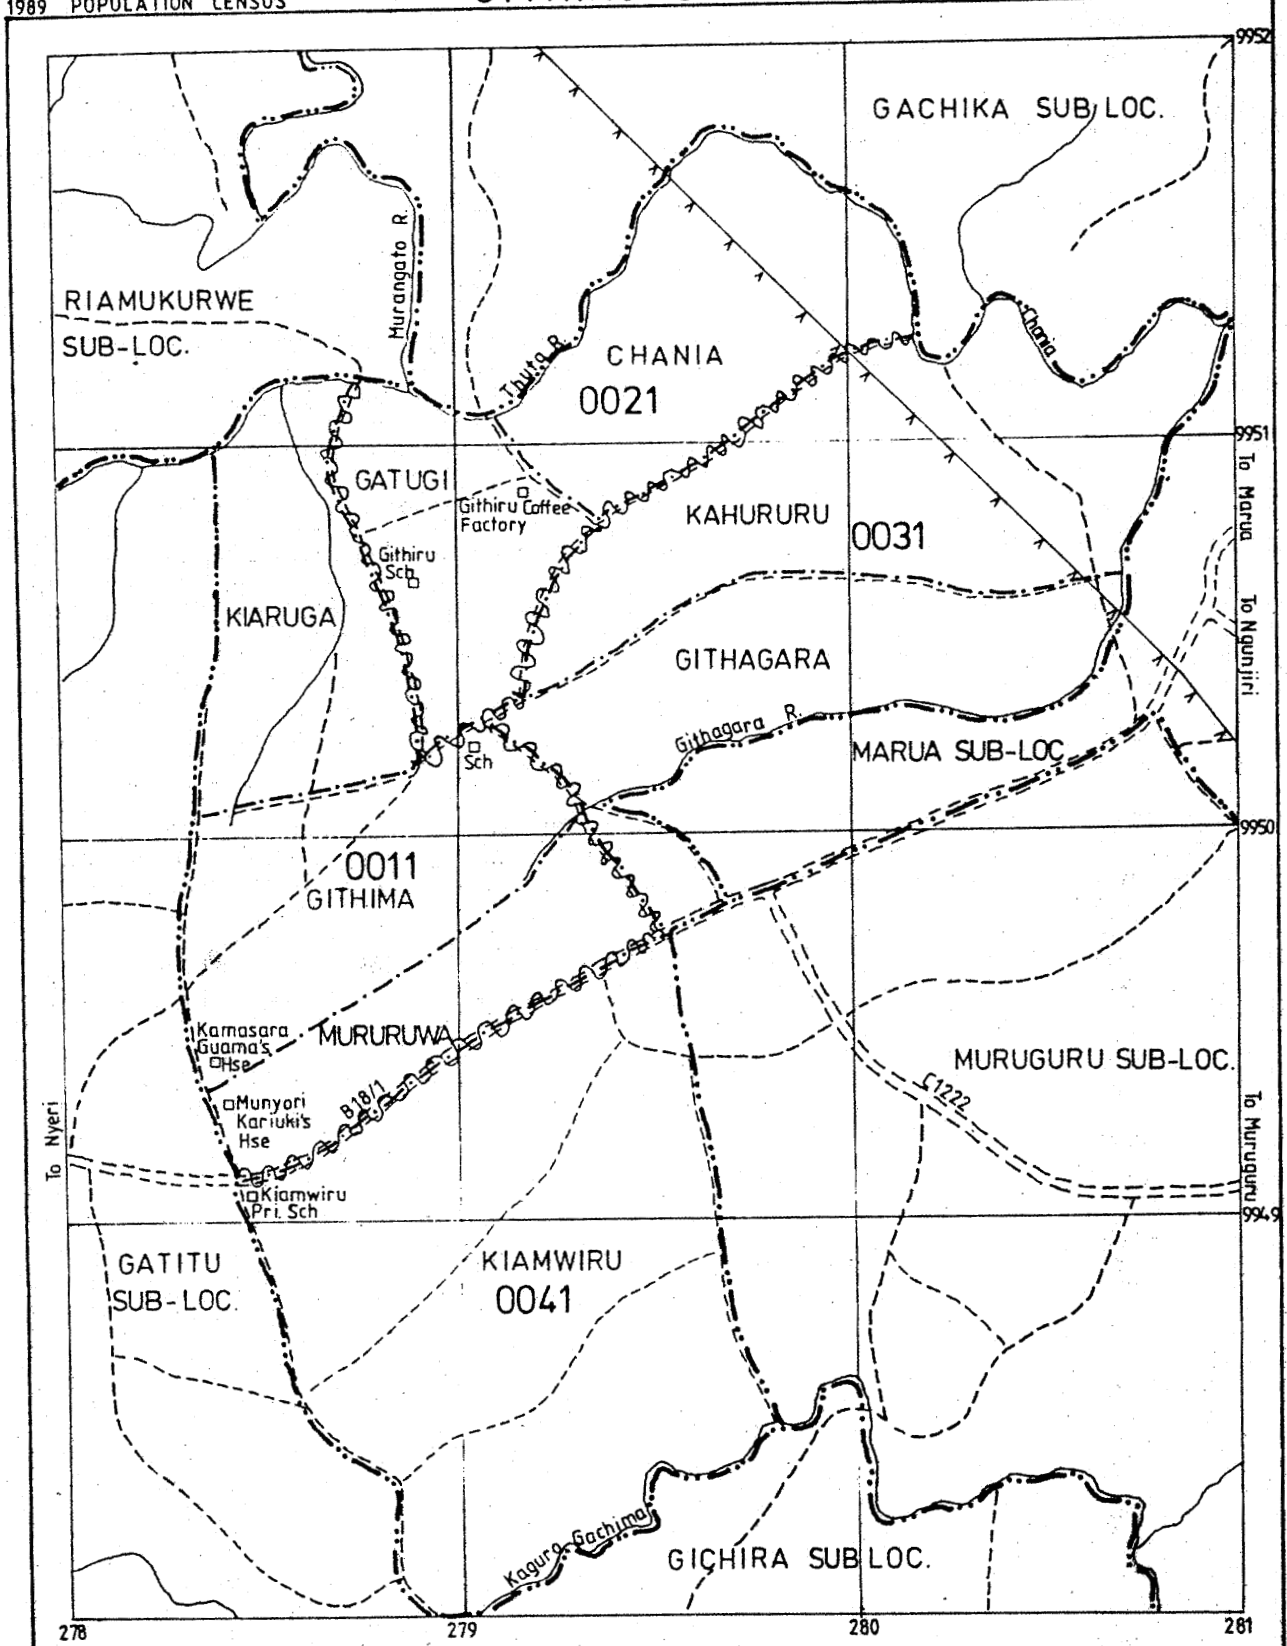 1989 POPULATION CENSUS
9952
GACHIKA SUB LOC.
Murangato R.
RIAMUKURWE
SUB-LOC.
Thuta R.
CHANIA
0021
Chania
9951
To Marua
GATUGI
Githiru Coffee
Factory
KAHURURU
0031
Githiru
Sch
KIARUGA
To Ngunjiri
GITHAGARA
Githagara R.
MARUA SUB-LOC
Sch
9950
0011
GITHIMA
Kamasara
Guama's
Hse
MURURUWA
MURUGURU SUB-LOC.
B18/1
C1222
Munyori
Kariuki's
Hse
To Nyeri
To Muruguru
Kiamwiru
Pri. Sch
9949
GATITU
SUB-LOC.
KIAMWIRU
0041
Kagura Gachima
GICHIRA SUB LOC.
278
279
280
281